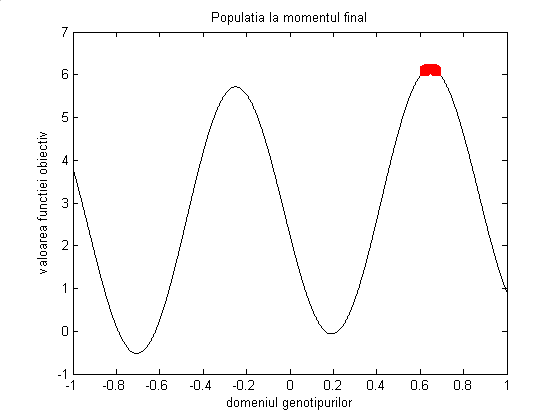 Populatia la momentul final
7
6
5
4
3
2
1
0
-1
valoarea functiei obiectiv
-1 -0.8 -0.6 -0.4 -0.2 0 0.2 0.4 0.6 0.8 1
domeniul genotipurilor